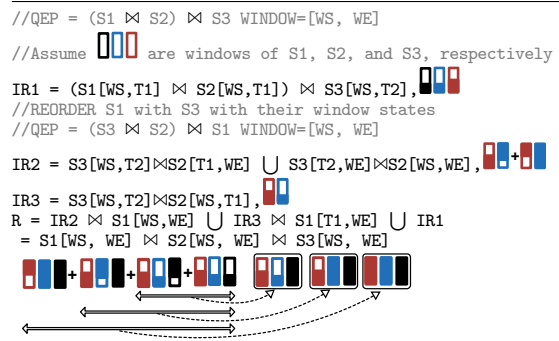 //QEP = (S1 ⋈ S2) ⋈ S3 WINDOW=[WS, WE]
//Assume are windows of S1, S2, and S3, respectively
IR1 = (S1[WS,T1] ⋈ S2[WS,T1]) ⋈ S3[WS,T2],
//REORDER S1 with S3 with their window states
//QEP = (S3 ⋈ S2) ⋈ S1 WINDOW=[WS, WE]
IR2 = S3[WS,T2]⋈S2[T1,WE] ⋃ S3[T2,WE]⋈S2[WS,WE], +
IR3 = S3[WS,T2]⋈S2[WS,T1],
R = IR2 ⋈ S1[WS,WE] ⋃ IR3 ⋈ S1[T1,WE] ⋃ IR1
= S1[WS, WE] ⋈ S2[WS, WE] ⋈ S3[WS, WE]
+ + +